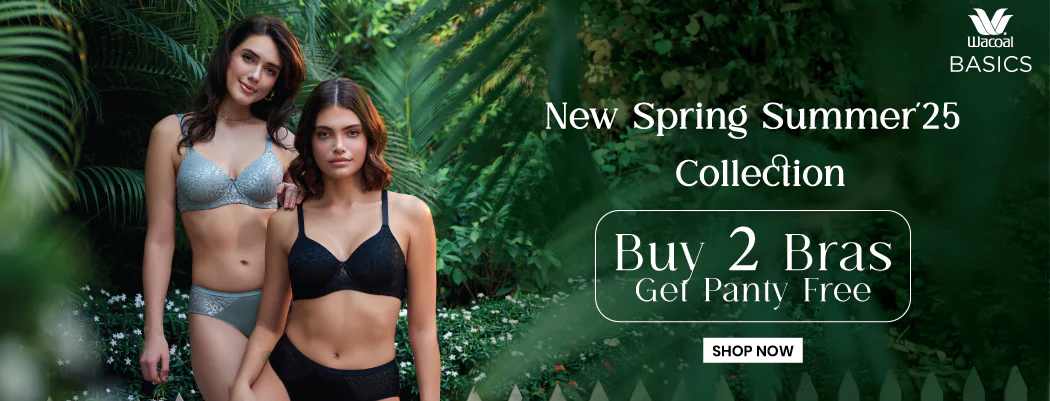 Wacoal
BASICS
New Spring Summer'25
Collection
Buy 2 Bras
Get Panty Free
SHOP NOW